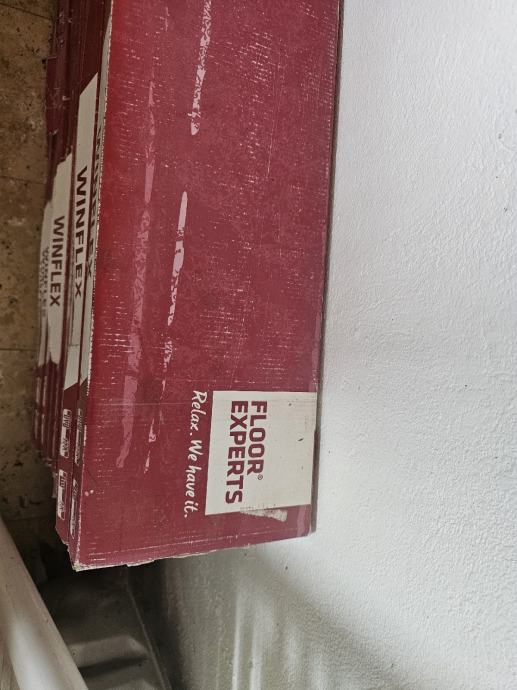 FLOOR®
EXPERTS
Relax. We have it.
WINFLEX
WINFLEX